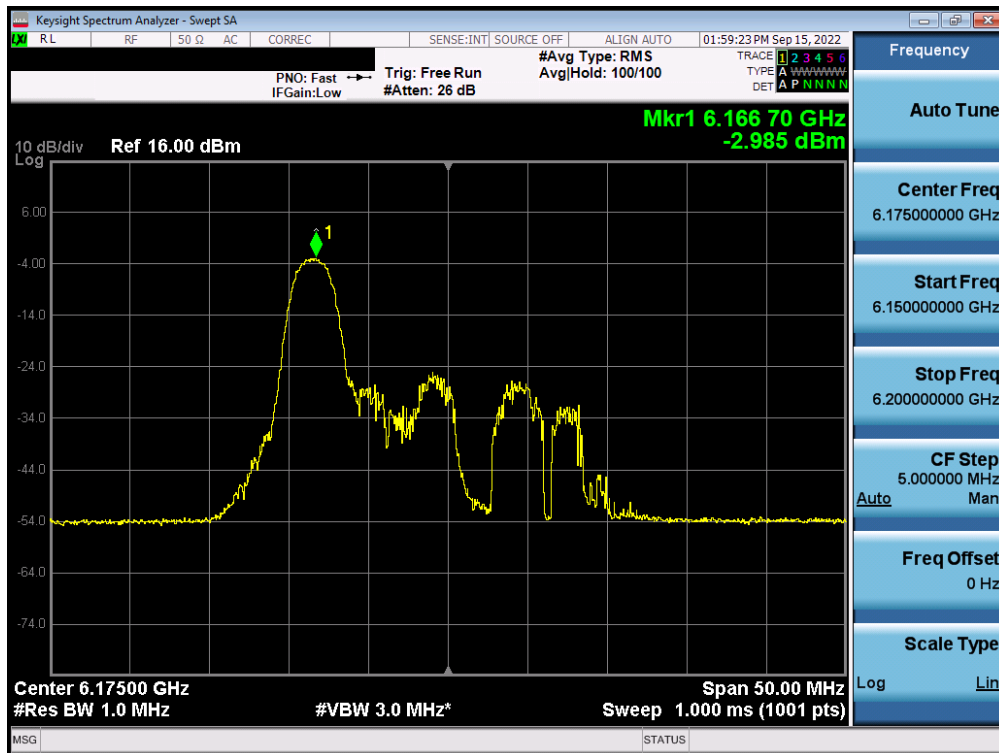 Keysight Spectrum Analyzer - Swept SA
LXI RL RF 50 Ω AC CORREC SENSE:INT SOURCE OFF ALIGN AUTO 01:59:23 PM Sep 15, 2022
PNO: Fast
IFGain:Low
Trig: Free Run
#Atten: 26 dB
#Avg Type: RMS
Avg|Hold: 100/100
TRACE 1 2 3 4 5 6
TYPE A WWWWW
DET A P N N N N
Mkr1 6.166 70 GHz
-2.985 dBm
10 dB/div Ref 16.00 dBm
Log
1
6.00
-4.00
-14.0
-24.0
-34.0
-44.0
-54.0
-64.0
-74.0
Center 6.17500 GHz Span 50.00 MHz
#Res BW 1.0 MHz #VBW 3.0 MHz* Sweep 1.000 ms (1001 pts)
MSG STATUS
Frequency
Auto Tune
Center Freq
6.175000000 GHz
Start Freq
6.150000000 GHz
Stop Freq
6.200000000 GHz
CF Step
5.000000 MHz
Auto Man
Freq Offset
0 Hz
Scale Type
Log Lin